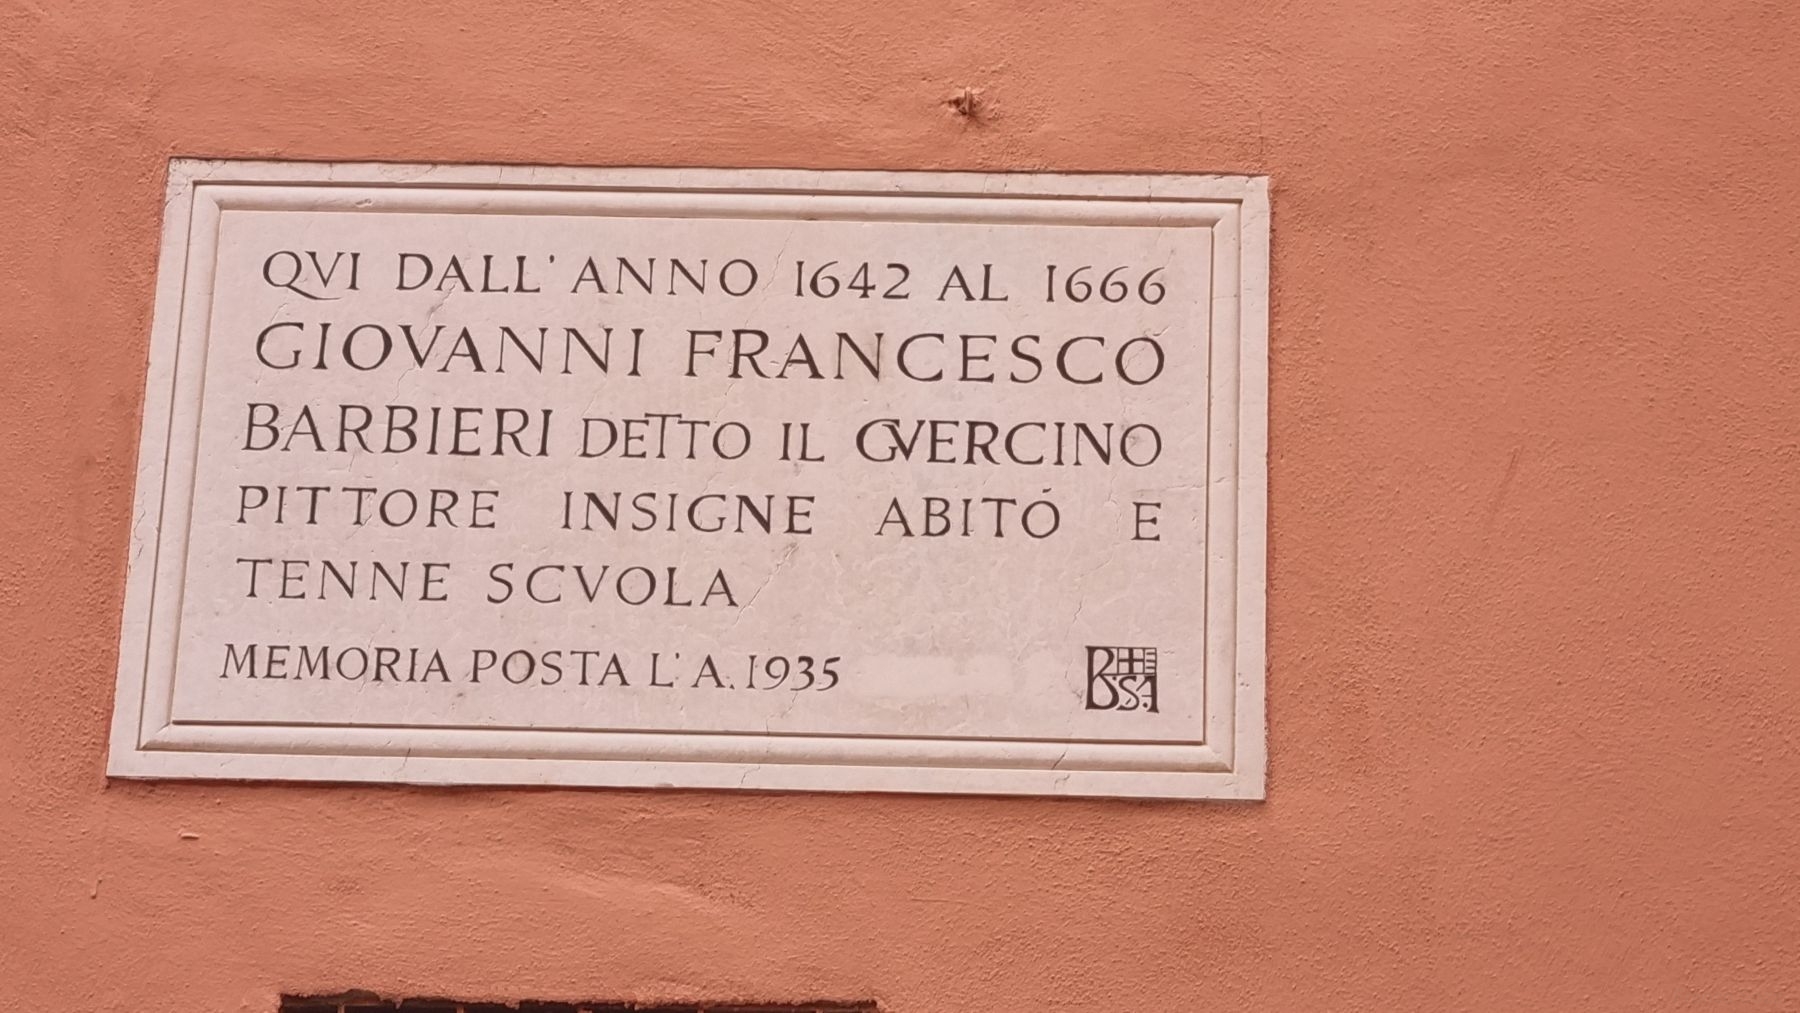 QVI DALL'ANNO 1642 AL 1666
GIOVANNI FRANCESCO
BARBIERI DETTO IL GVERCINO
PITTORE INSIGNE ABITÓ E
TENNE SCVOLA
MEMORIA POSTA L'A. 1935
BSA